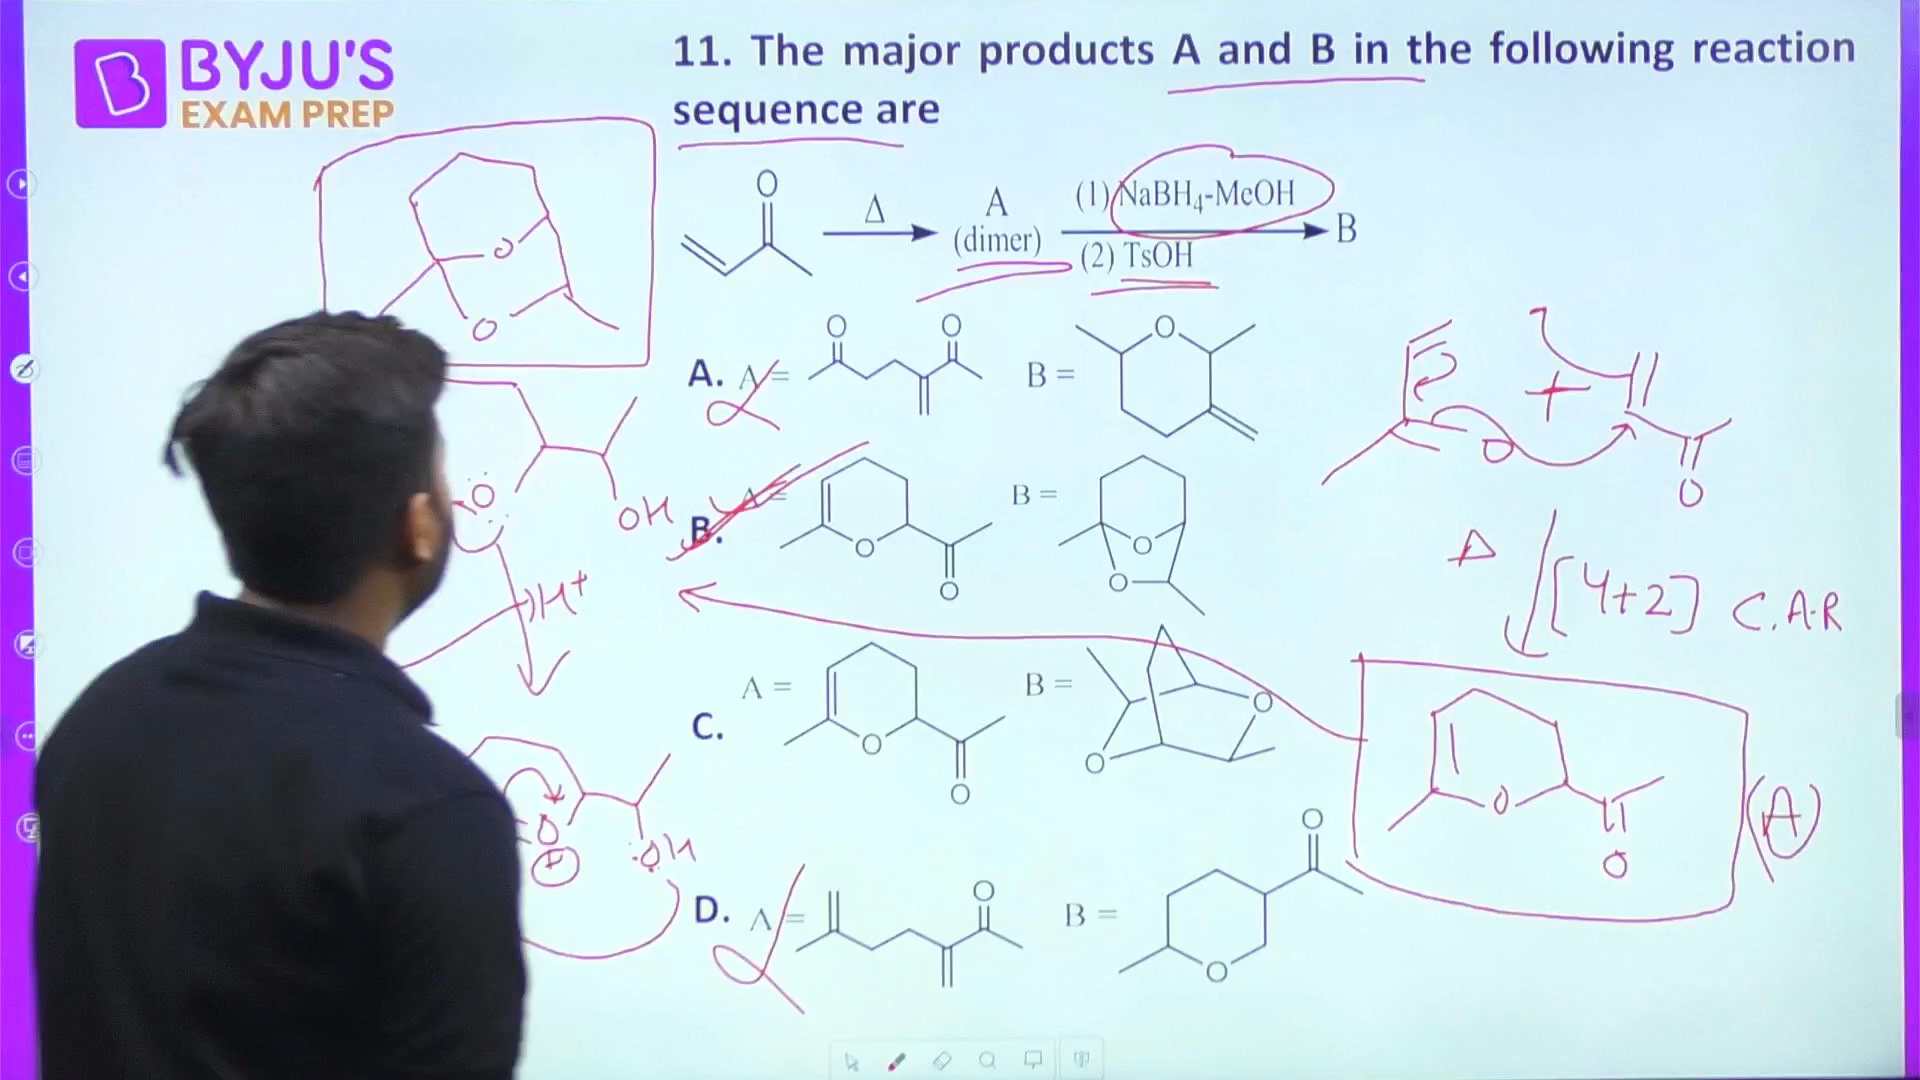 BYJU'S
EXAM PREP
11. The major products A and B in the following reaction
sequence are
O
Δ
A
(dimer)
(1) NaBH4-MeOH
(2) TsOH
B
A. A =
O
O
B =
O
B. A =
O
O
B =
O
O
C. A =
O
O
B =
O
O
D. A =
O
B =
O
O
O
O
O
OH
H+
O
+
OH
O
+
O
Δ
[4+2] C.A.R
O
O
(A)